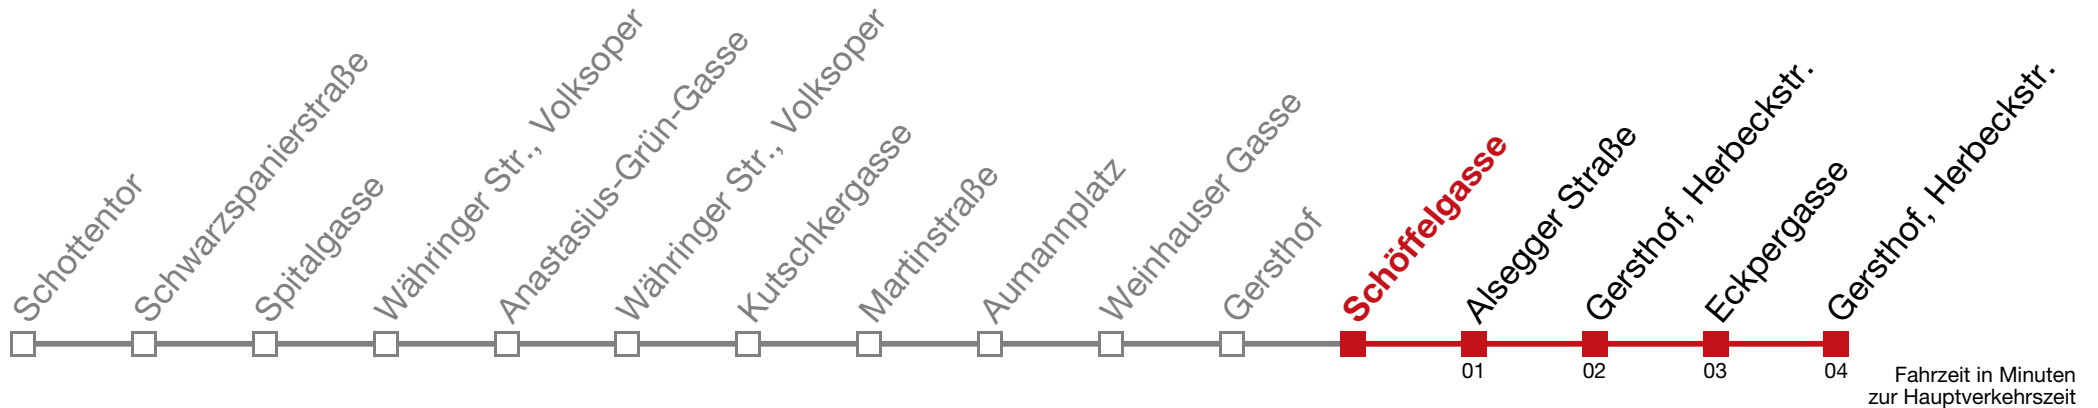 Schottentor
Schwarzspanierstraße
Spitalgasse
Währinger Str., Volksoper
Anastasius-Grün-Gasse
Währinger Str., Volksoper
Kutschkergasse
Martinstraße
Aumannplatz
Weinhauser Gasse
Gersthof
Schöffelgasse
Alsegger Straße
Gersthof, Herbeckstr.
Eckpergasse
Gersthof, Herbeckstr.
01
02
03
04
Fahrzeit in Minuten
zur Hauptverkehrszeit